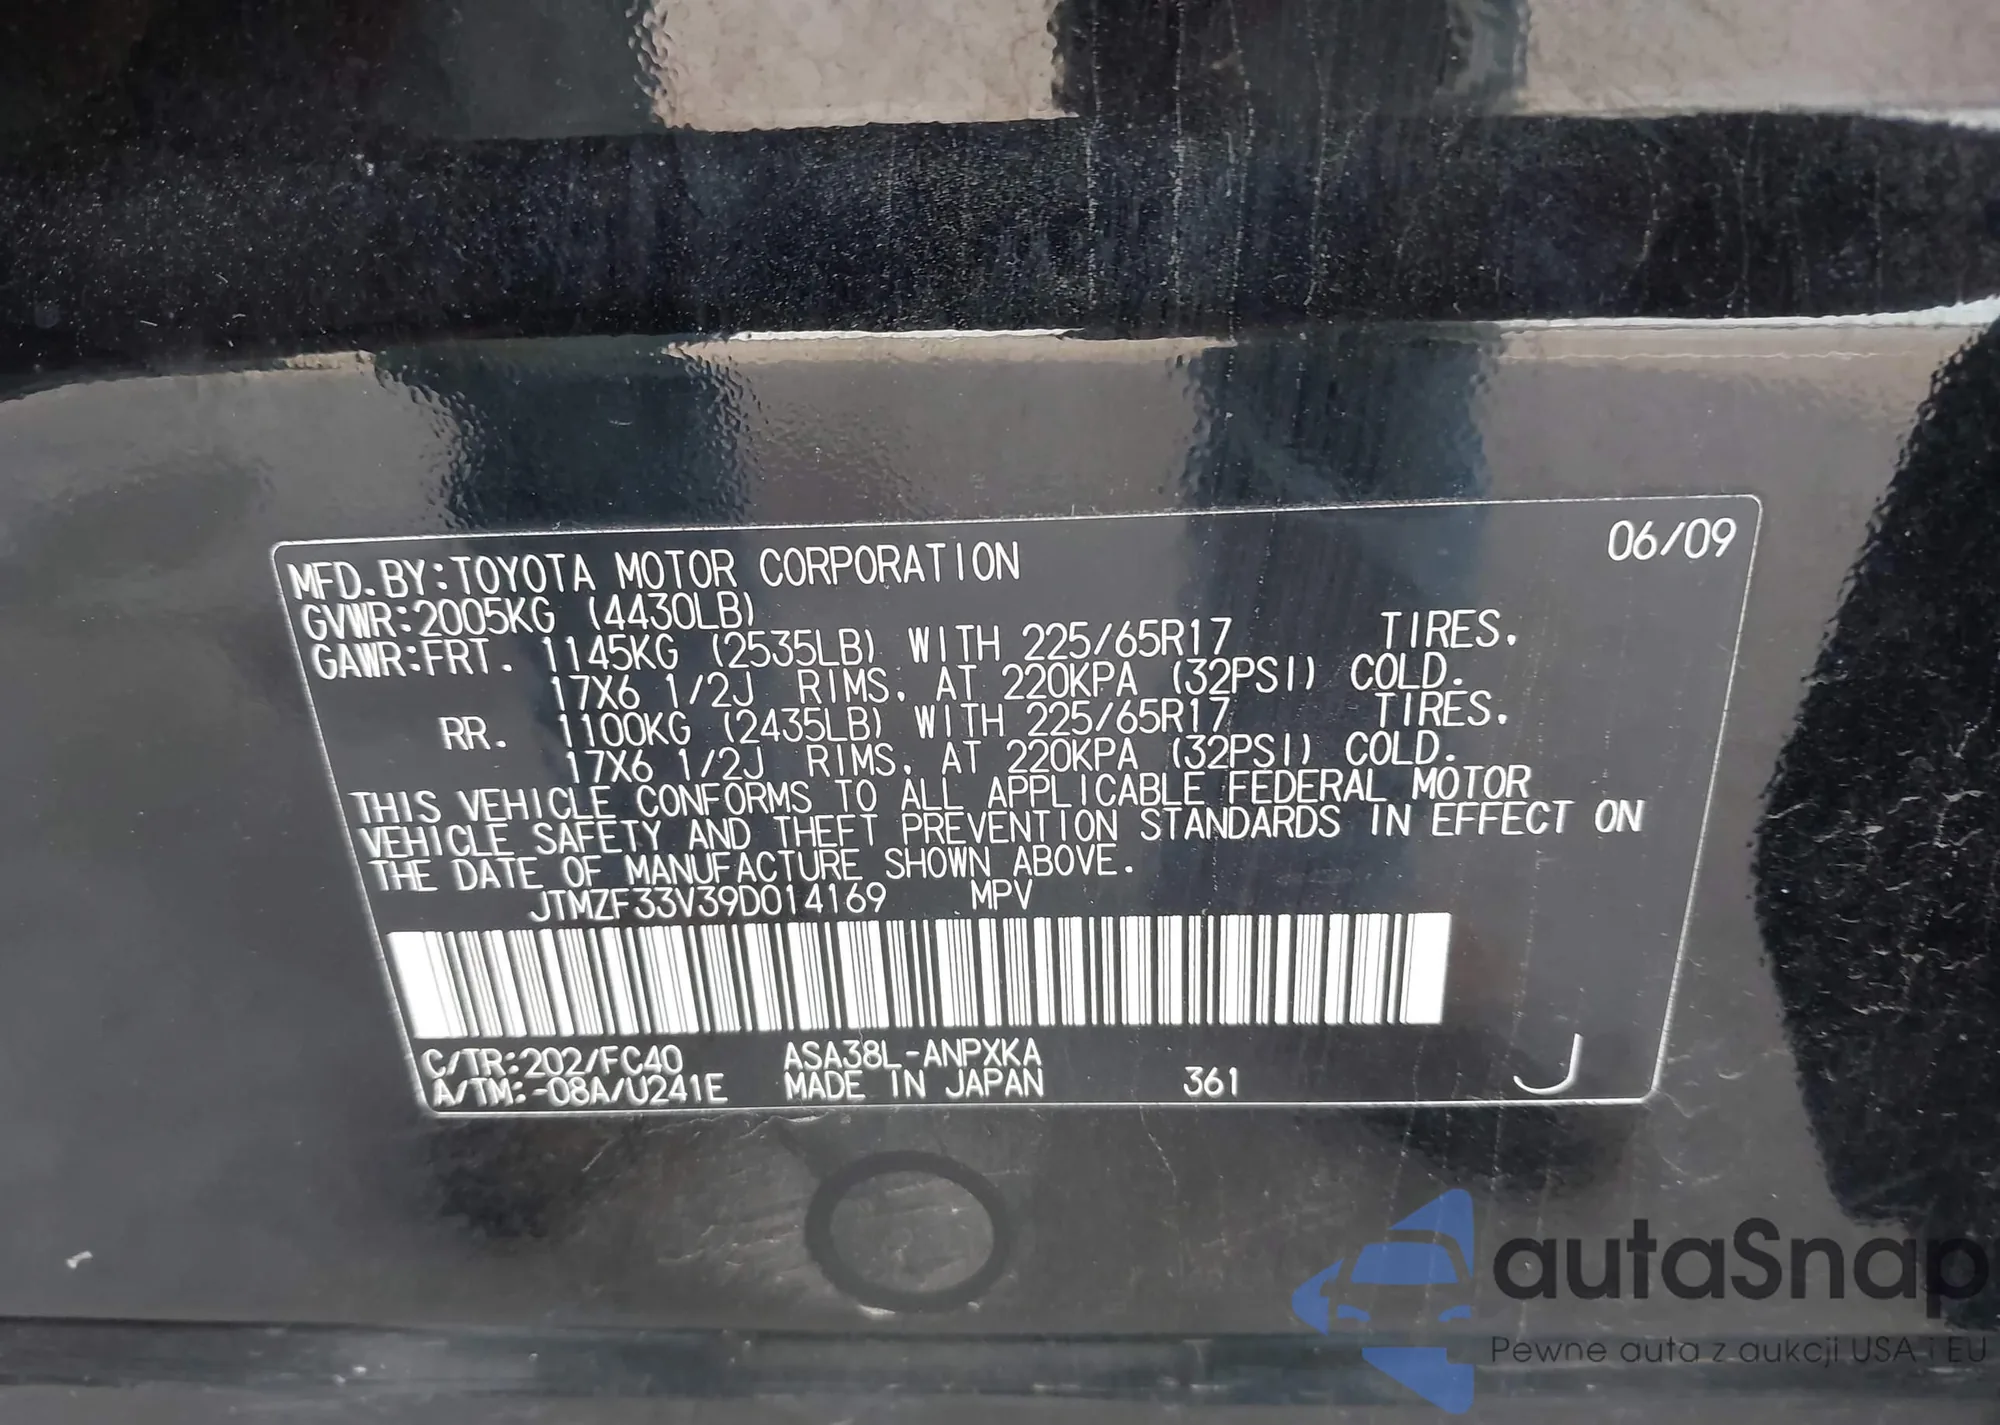 06/09
MFD.BY:TOYOTA MOTOR CORPORATION
GVWR:2005KG (4430LB)
GAWR:FRT. 1145KG (2535LB) WITH 225/65R17 TIRES.
17X6 1/2J RIMS, AT 220KPA (32PSI) COLD.
RR. 1100KG (2435LB) WITH 225/65R17 TIRES.
17X6 1/2J RIMS, AT 220KPA (32PSI) COLD.
THIS VEHICLE CONFORMS TO ALL APPLICABLE FEDERAL MOTOR
VEHICLE SAFETY AND THEFT PREVENTION STANDARDS IN EFFECT ON
THE DATE OF MANUFACTURE SHOWN ABOVE.
JTMZF33V39D014169 MPV
C/TR:202/FC40 ASA38L-ANPXKA
A/TM:-08A/U241E MADE IN JAPAN 361 J
autaSnap
Pewne auta z aukcji USA i EU